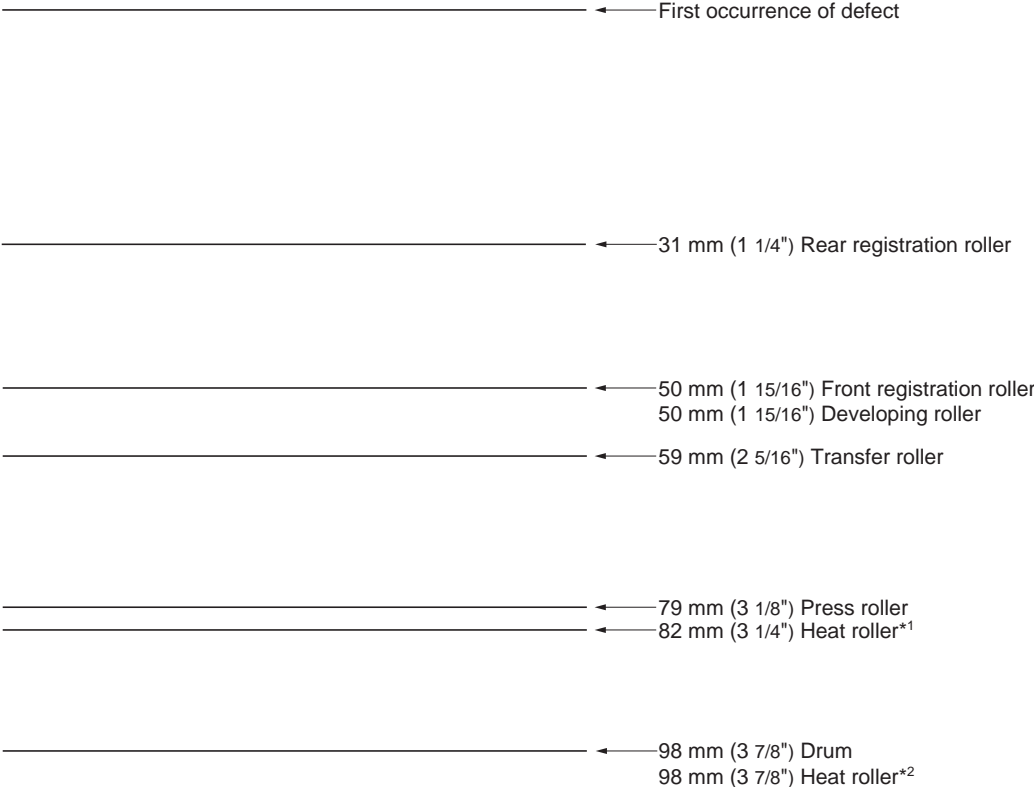 First occurrence of defect
31 mm (1 1/4") Rear registration roller
50 mm (1 15/16") Front registration roller
50 mm (1 15/16") Developing roller
59 mm (2 5/16") Transfer roller
79 mm (3 1/8") Press roller
82 mm (3 1/4") Heat roller*1
98 mm (3 7/8") Drum
98 mm (3 7/8") Heat roller*2